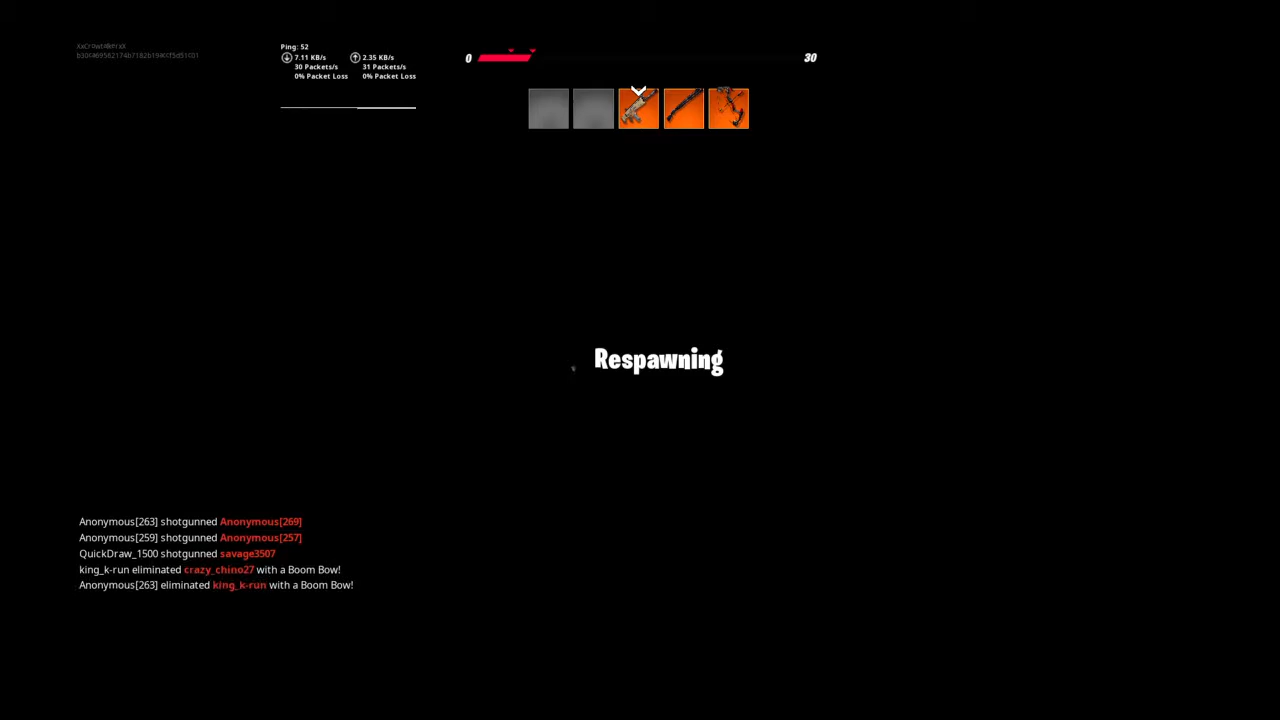 Ping: 52
7.11 KB/s 2.35 KB/s
30 Packets/s 31 Packets/s
0% Packet Loss 0% Packet Loss
0 30
Respawning
Anonymous[263] shotgunned Anonymous[269]
Anonymous[259] shotgunned Anonymous[257]
QuickDraw_1500 shotgunned savage3507
king_k-run eliminated crazy_chino27 with a Boom Bow!
Anonymous[263] eliminated king_k-run with a Boom Bow!